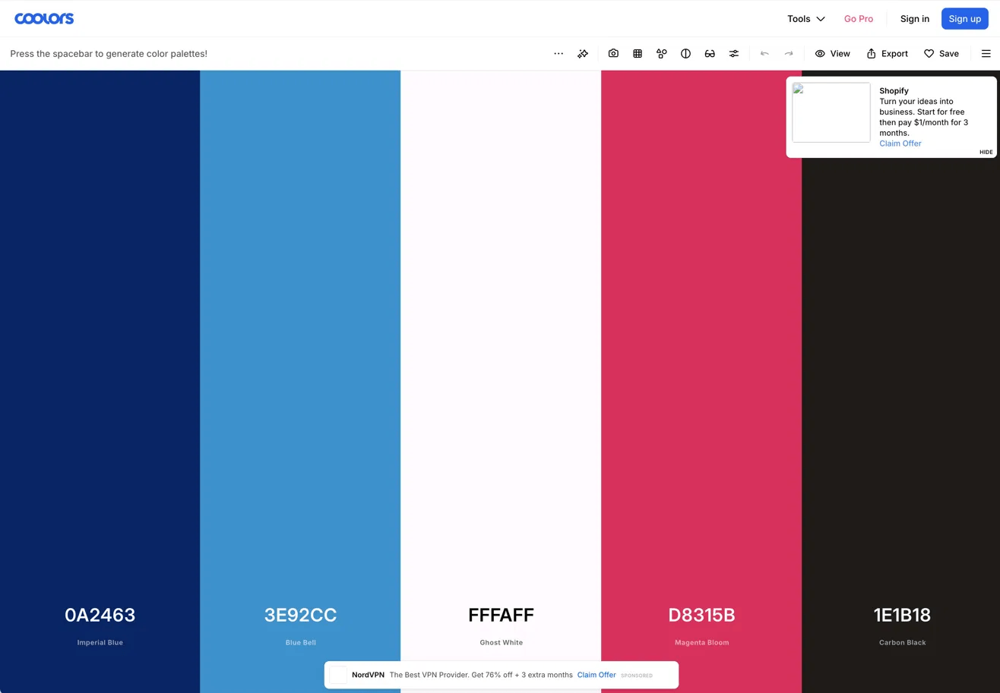 coolors
Tools
Go Pro
Sign in
Sign up
Press the spacebar to generate color palettes!
View
Export
Save
Shopify
Turn your ideas into
business. Start for free
then pay $1/month for 3
months.
Claim Offer
HIDE
0A2463
Imperial Blue
3E92CC
Blue Bell
FFFAFF
Ghost White
D8315B
Magenta Bloom
1E1B18
Carbon Black
NordVPN The Best VPN Provider. Get 76% off + 3 extra months Claim Offer SPONSORED